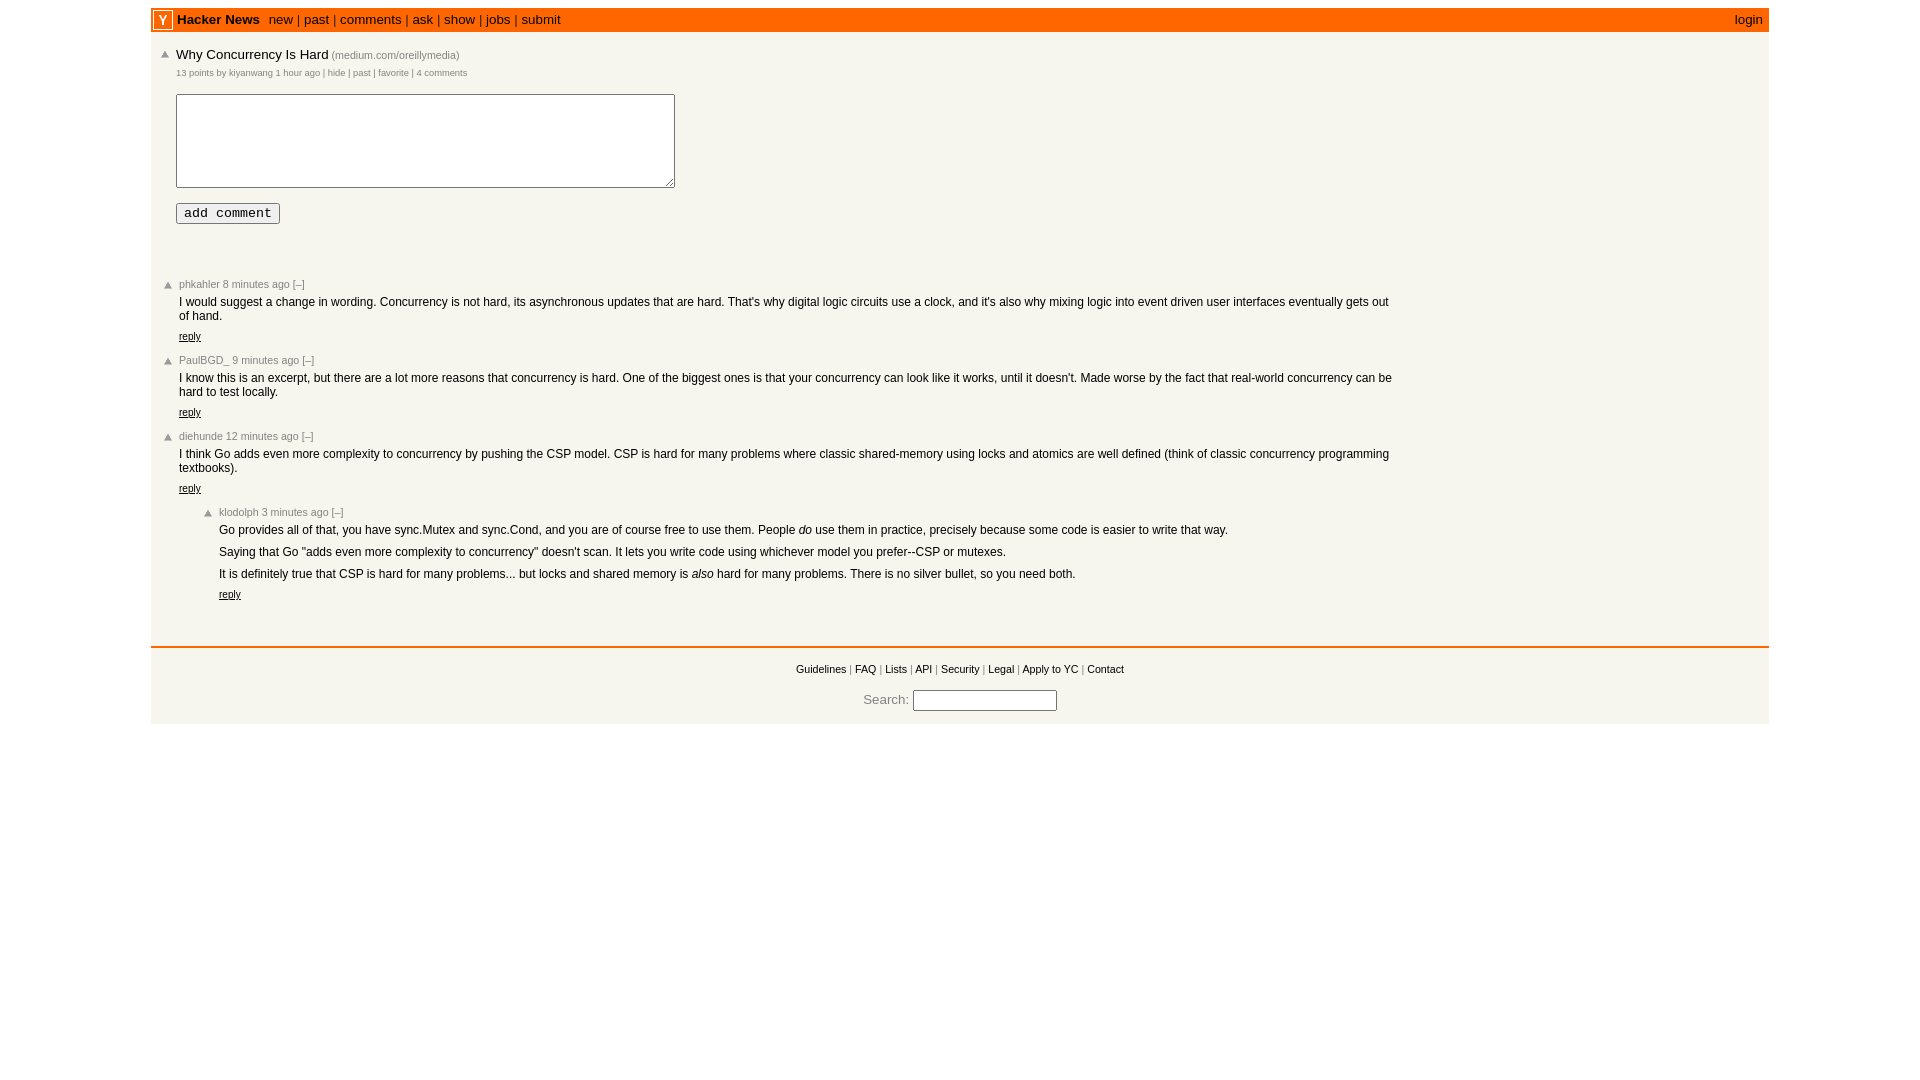 Y Hacker News new | past | comments | ask | show | jobs | submit login
Why Concurrency Is Hard (medium.com/oreillymedia)
13 points by kiyanwang 1 hour ago | hide | past | favorite | 4 comments
add comment
phkahler 8 minutes ago [–]
I would suggest a change in wording. Concurrency is not hard, its asynchronous updates that are hard. That's why digital logic circuits use a clock, and it's also why mixing logic into event driven user interfaces eventually gets out
of hand.
reply
PaulBGD_ 9 minutes ago [–]
I know this is an excerpt, but there are a lot more reasons that concurrency is hard. One of the biggest ones is that your concurrency can look like it works, until it doesn't. Made worse by the fact that real-world concurrency can be
hard to test locally.
reply
diehunde 12 minutes ago [–]
I think Go adds even more complexity to concurrency by pushing the CSP model. CSP is hard for many problems where classic shared-memory using locks and atomics are well defined (think of classic concurrency programming
textbooks).
reply
klodolph 3 minutes ago [–]
Go provides all of that, you have sync.Mutex and sync.Cond, and you are of course free to use them. People do use them in practice, precisely because some code is easier to write that way.
Saying that Go "adds even more complexity to concurrency" doesn't scan. It lets you write code using whichever model you prefer--CSP or mutexes.
It is definitely true that CSP is hard for many problems... but locks and shared memory is also hard for many problems. There is no silver bullet, so you need both.
reply
Guidelines | FAQ | Lists | API | Security | Legal | Apply to YC | Contact
Search: